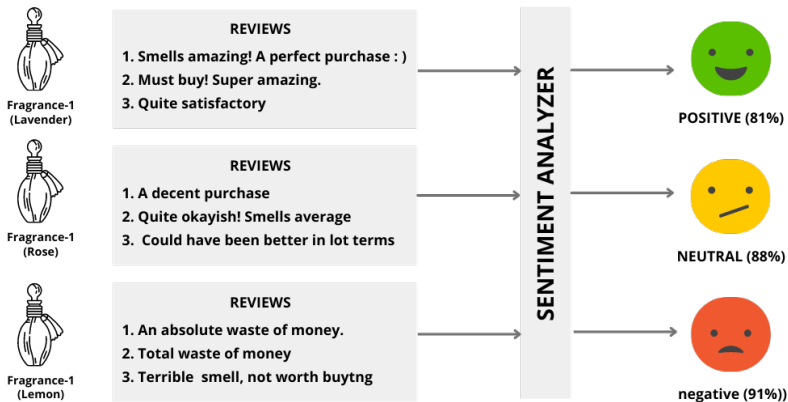 REVIEWS
1. Smells amazing! A perfect purchase : )
2. Must buy! Super amazing.
3. Quite satisfactory
Fragrance-1
(Lavender)
POSITIVE (81%)
REVIEWS
1. A decent purchase
2. Quite okayish! Smells average
3. Could have been better in lot terms
Fragrance-1
(Rose)
NEUTRAL (88%)
REVIEWS
1. An absolute waste of money.
2. Total waste of money
3. Terrible smell, not worth buytng
Fragrance-1
(Lemon)
negative (91%))
SENTIMENT ANALYZER